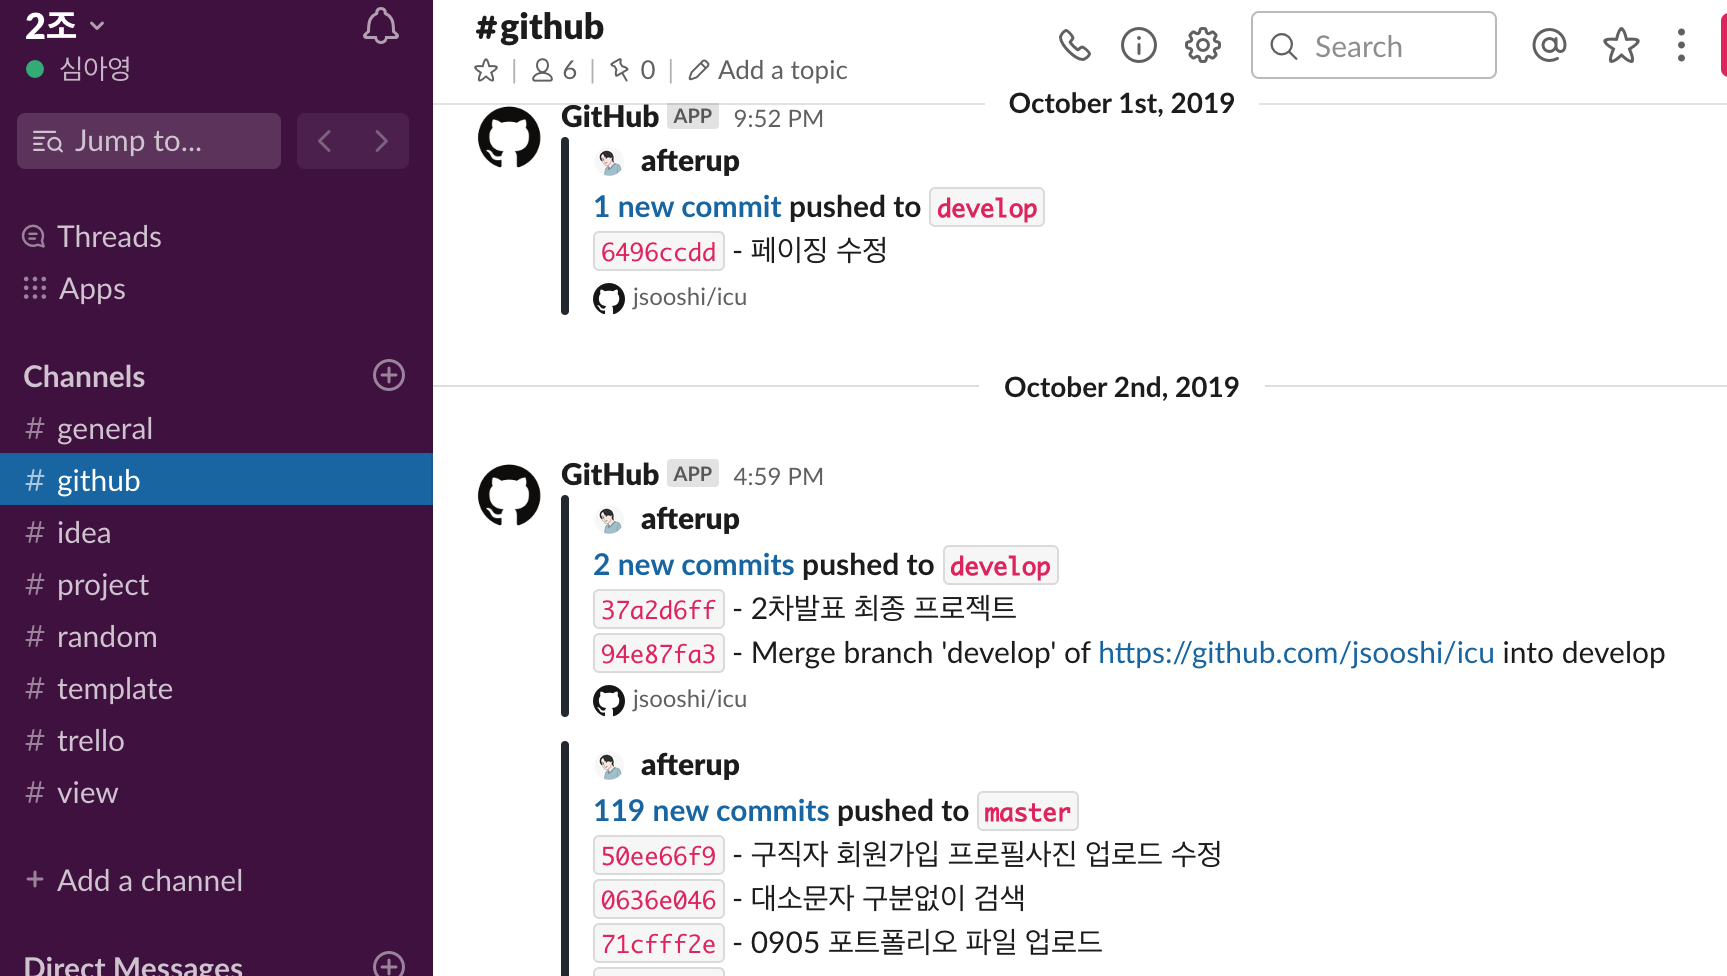 2조
심아영
Jump to...
Threads
Apps
Channels
# general
# github
# idea
# project
# random
# template
# trello
# view
+ Add a channel
Direct Messages
#github
6 | 0 | Add a topic
Search
October 1st, 2019
GitHub APP 9:52 PM
afterup
1 new commit pushed to develop
6496ccdd - 페이징 수정
jsooshi/icu
October 2nd, 2019
GitHub APP 4:59 PM
afterup
2 new commits pushed to develop
37a2d6ff - 2차발표 최종 프로젝트
94e87fa3 - Merge branch 'develop' of https://github.com/jsooshi/icu into develop
jsooshi/icu
afterup
119 new commits pushed to master
50ee66f9 - 구직자 회원가입 프로필사진 업로드 수정
0636e046 - 대소문자 구분없이 검색
71cfff2e - 0905 포트폴리오 파일 업로드